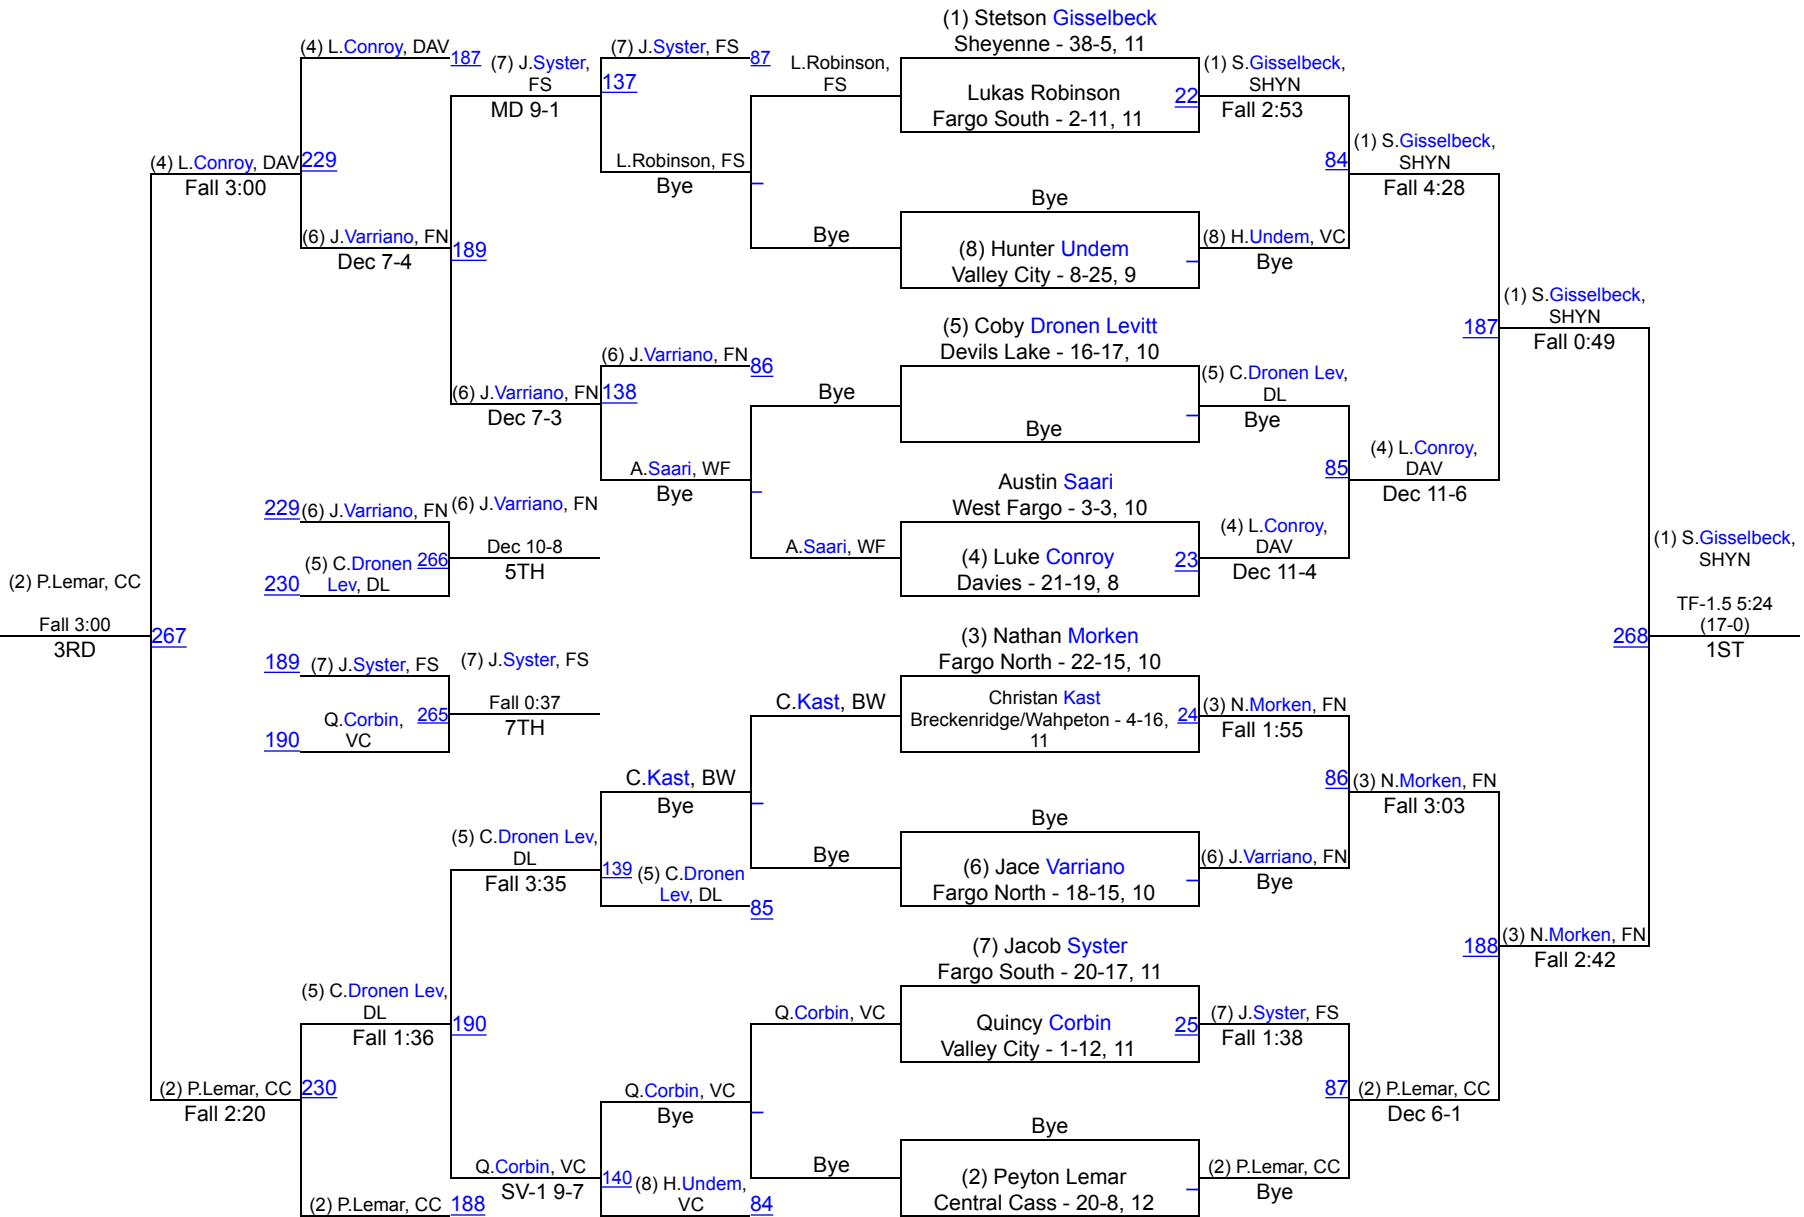 (1) Stetson Gisselbeck
Sheyenne - 38-5, 11
(4) L.Conroy, DAV
187
(7) J.Syster,
FS
MD 9-1
(7) J.Syster, FS
87
137
L.Robinson,
FS
Lukas Robinson
Fargo South - 2-11, 11
22
(1) S.Gisselbeck,
SHYN
Fall 2:53
(4) L.Conroy, DAV
229
Fall 3:00
L.Robinson, FS
Bye
84
(1) S.Gisselbeck,
SHYN
Fall 4:28
Bye
Bye
(8) Hunter Undem
Valley City - 8-25, 9
(8) H.Undem, VC
Bye
(6) J.Varriano, FN
189
Dec 7-4
187
(1) S.Gisselbeck,
SHYN
Fall 0:49
(5) Coby Dronen Levitt
Devils Lake - 16-17, 10
(6) J.Varriano, FN
86
(6) J.Varriano, FN
138
Dec 7-3
Bye
Bye
(5) C.Dronen Lev,
DL
Bye
A.Saari, WF
Bye
85
(4) L.Conroy,
DAV
Dec 11-6
Austin Saari
West Fargo - 3-3, 10
229
(6) J.Varriano, FN
(6) J.Varriano, FN
Dec 10-8
5TH
230
(5) C.Dronen
Lev, DL
266
A.Saari, WF
(4) Luke Conroy
Davies - 21-19, 8
23
(4) L.Conroy,
DAV
Dec 11-4
(1) S.Gisselbeck,
SHYN
(2) P.Lemar, CC
Fall 3:00
3RD
267
268
TF-1.5 5:24
(17-0)
1ST
(3) Nathan Morken
Fargo North - 22-15, 10
189
(7) J.Syster, FS
(7) J.Syster, FS
Fall 0:37
7TH
190
Q.Corbin,
VC
265
C.Kast, BW
Christan Kast
Breckenridge/Wahpeton - 4-16,
11
24
(3) N.Morken, FN
Fall 1:55
C.Kast, BW
Bye
86
(3) N.Morken, FN
Fall 3:03
(5) C.Dronen Lev,
DL
Fall 3:35
139
(5) C.Dronen
Lev, DL
85
Bye
Bye
(6) Jace Varriano
Fargo North - 18-15, 10
(6) J.Varriano, FN
Bye
188
(3) N.Morken, FN
Fall 2:42
(7) Jacob Syster
Fargo South - 20-17, 11
(5) C.Dronen Lev,
DL
Fall 1:36
190
Q.Corbin, VC
Quincy Corbin
Valley City - 1-12, 11
25
(7) J.Syster, FS
Fall 1:38
(2) P.Lemar, CC
Fall 2:20
230
Q.Corbin, VC
Bye
87
(2) P.Lemar, CC
Dec 6-1
Bye
Q.Corbin, VC
SV-1 9-7
140
(8) H.Undem,
VC
84
Bye
(2) Peyton Lemar
Central Cass - 20-8, 12
(2) P.Lemar, CC
Bye
(2) P.Lemar, CC
188